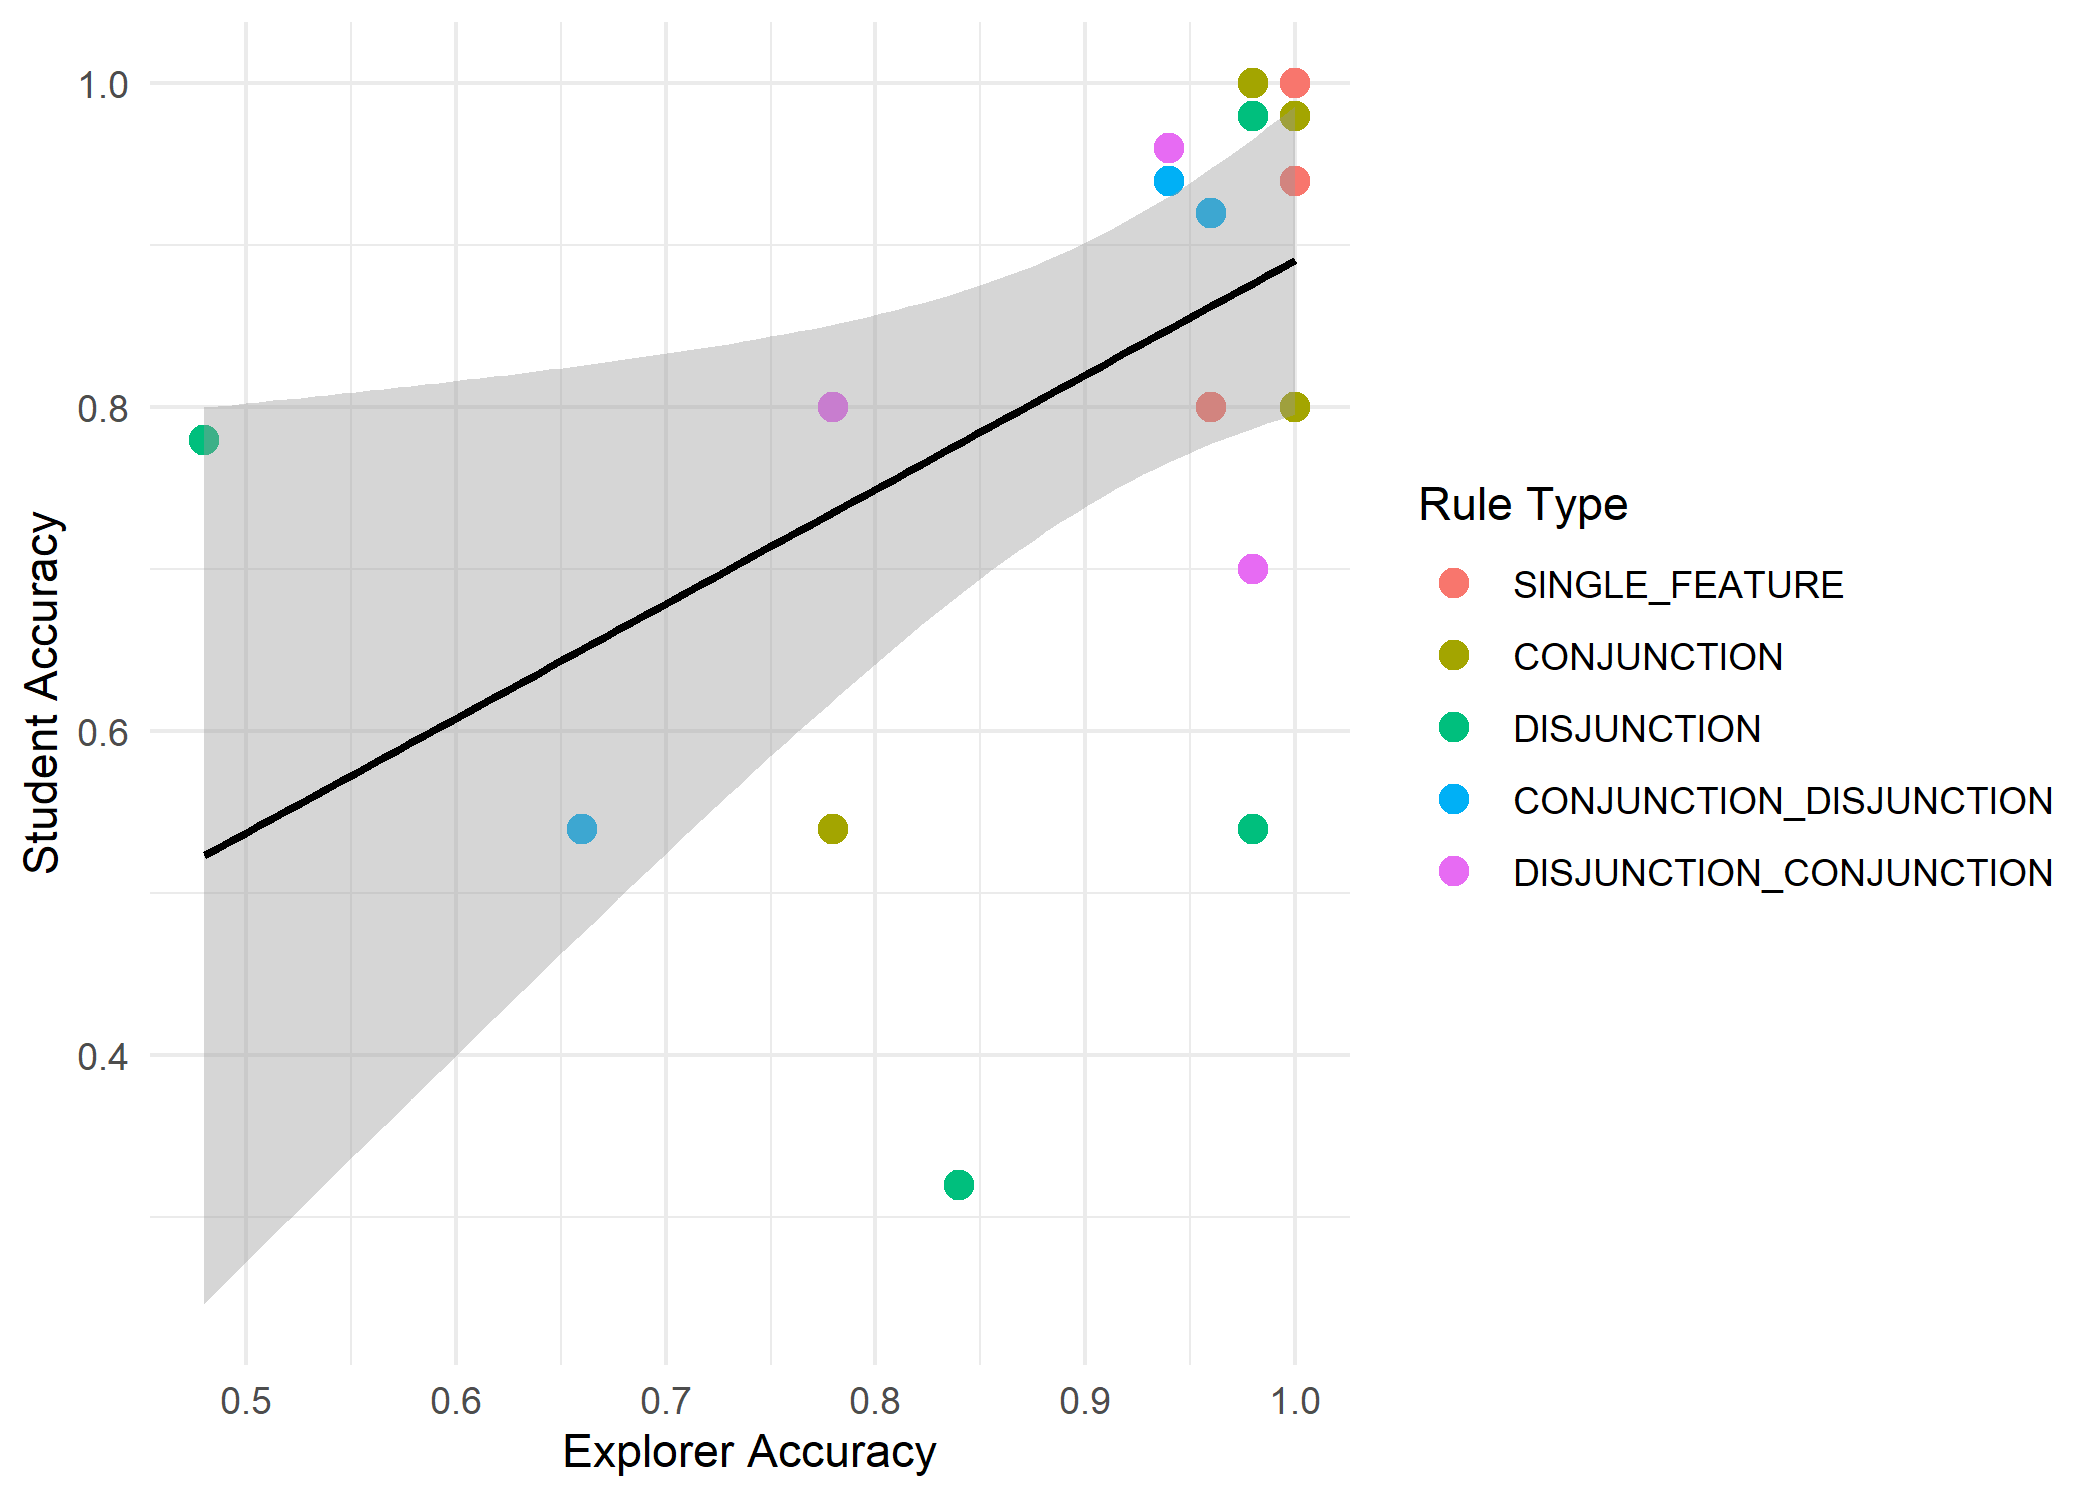 1.0
0.8
0.6
0.4
Student Accuracy
0.5 0.6 0.7 0.8 0.9 1.0
Explorer Accuracy
Rule Type
SINGLE_FEATURE
CONJUNCTION
DISJUNCTION
CONJUNCTION_DISJUNCTION
DISJUNCTION_CONJUNCTION